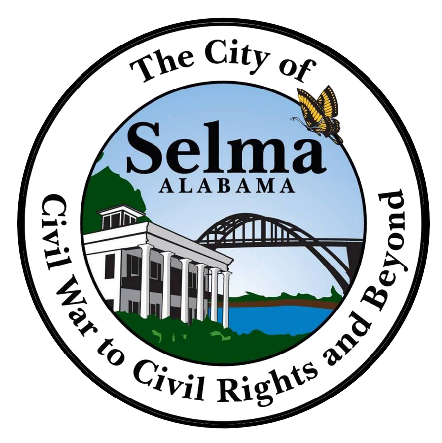 The City of
Selma
ALABAMA
Civil War to Civil Rights and Beyond